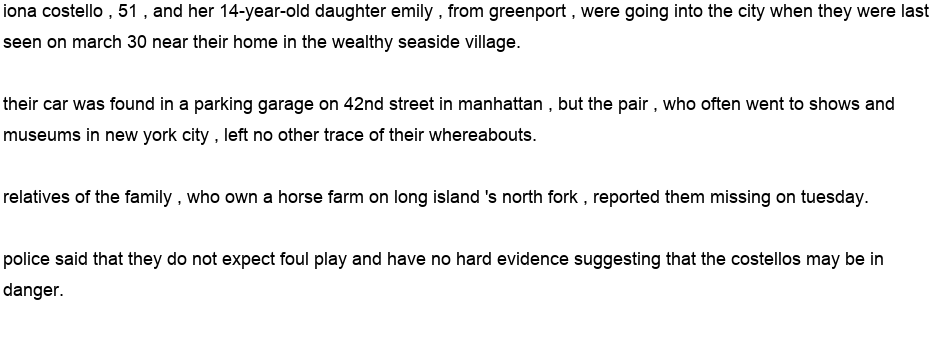 iona costello , 51 , and her 14-year-old daughter emily , from greenport , were going into the city when they were last
seen on march 30 near their home in the wealthy seaside village.
their car was found in a parking garage on 42nd street in manhattan , but the pair , who often went to shows and
museums in new york city , left no other trace of their whereabouts.
relatives of the family , who own a horse farm on long island 's north fork , reported them missing on tuesday.
police said that they do not expect foul play and have no hard evidence suggesting that the costellos may be in
danger.